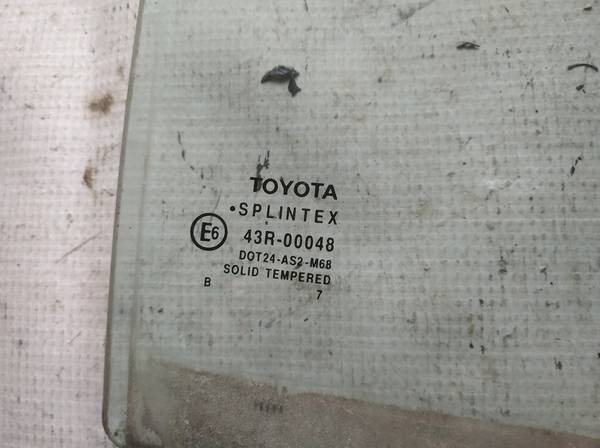 TOYOTA
•SPLINTEX
E6 43R-00048
DOT24-AS2-M68
SOLID TEMPERED
B 7